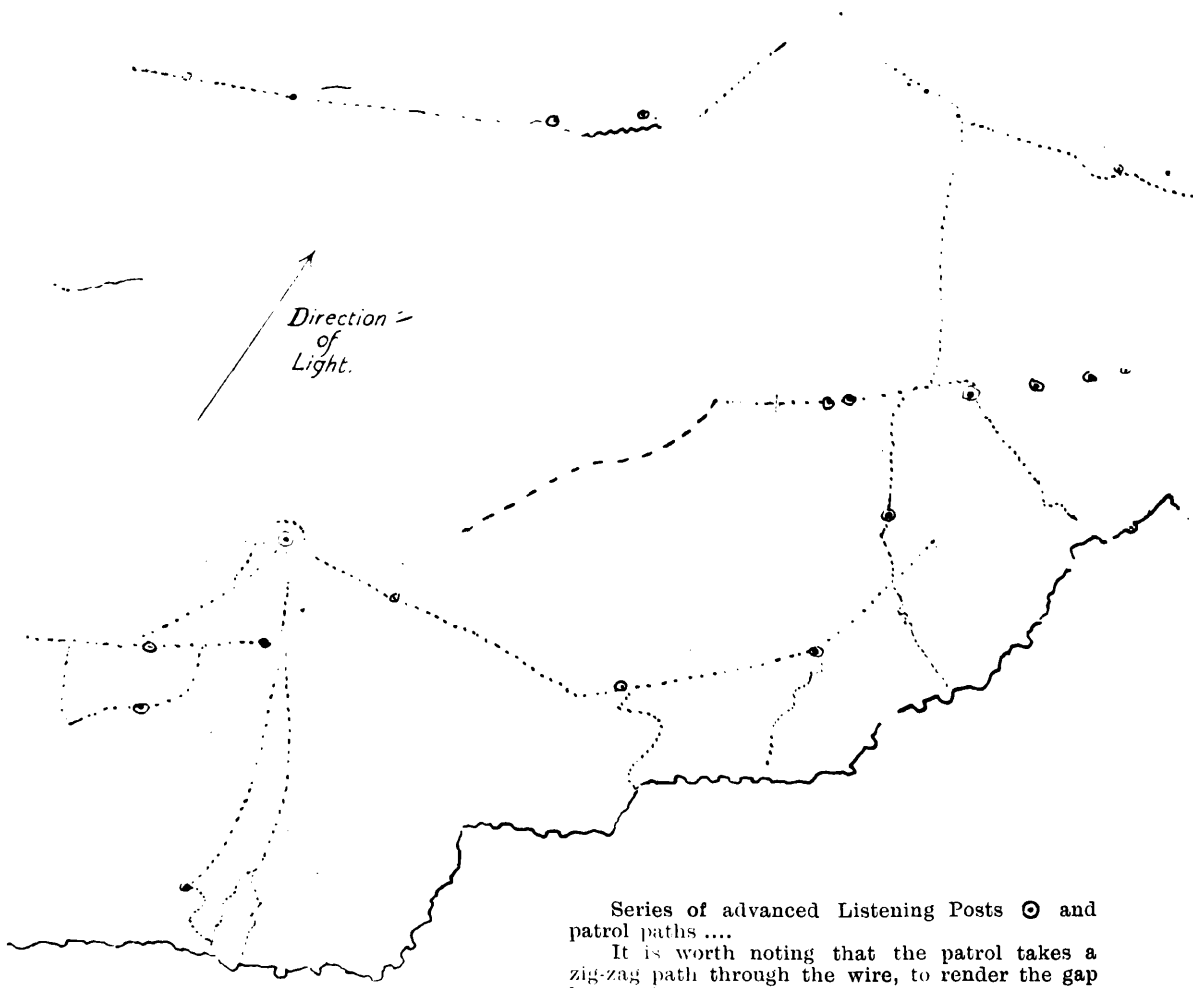 Direction
of
Light.
Series of advanced Listening Posts ⊙ and
patrol paths ....
It is worth noting that the patrol takes a
zig-zag path through the wire, to render the gap